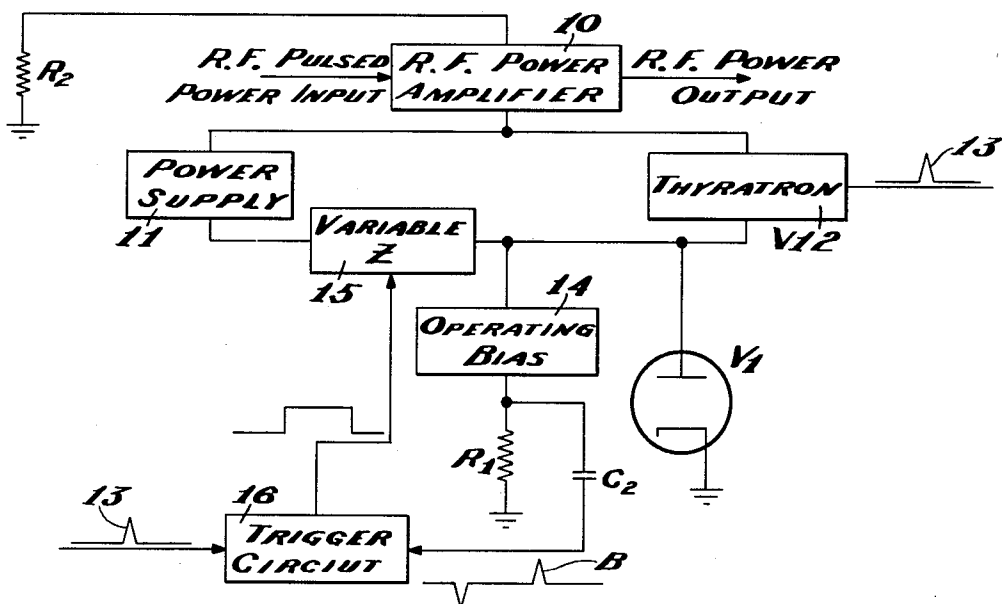 10
R2
R.F. PULSED
POWER INPUT
R.F. POWER
AMPLIFIER
R.F. POWER
OUTPUT
POWER
SUPPLY
11
THYRATRON
V12
13
VARIABLE
Z
15
14
OPERATING
BIAS
V1
R1
C2
13
16
TRIGGER
CIRCIUT
B